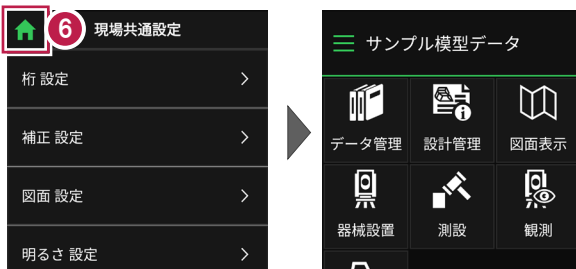 6 現場共通設定
桁 設定
補正 設定
図面 設定
明るさ 設定
サンプル模型データ
データ管理 設計管理 図面表示
器械設置 測設 観測